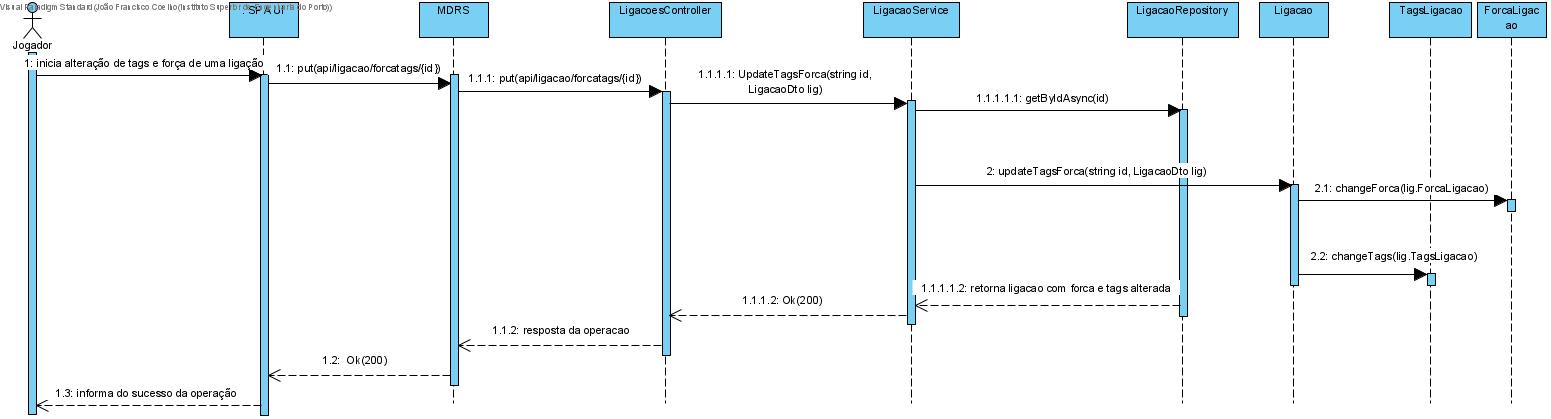 Visual Paradigm Standard(João Francisco Coelho(Instituto Superior de Engenharia do Porto))
: SPA UI
MDRS
LigacoesController
LigacaoService
LigacaoRepository
Ligacao
TagsLigacao
ForcaLigac
ao
Jogador
1: inicia alteração de tags e força de uma ligação
1.1: put(api/ligacao/forcatags/{id})
1.1.1: put(api/ligacao/forcatags/{id})
1.1.1.1: UpdateTagsForca(string id,
LigacaoDto lig)
1.1.1.1.1: getByIdAsync(id)
2: updateTagsForca(string id, LigacaoDto lig)
2.1: changeForca(lig.ForcaLigacao)
2.2: changeTags(lig.TagsLigacao)
1.1.1.1.2: retorna ligacao com forca e tags alterada
1.1.1.2: Ok(200)
1.1.2: resposta da operacao
1.2: Ok(200)
1.3: informa do sucesso da operação